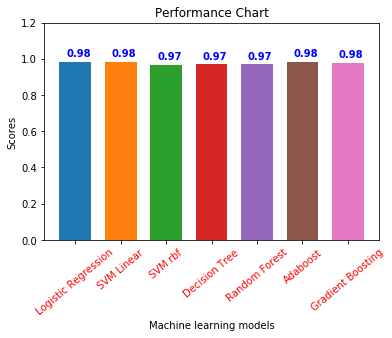 Performance Chart
1.2
1.0
0.8
0.6
0.4
0.2
0.0
Scores
0.98
0.98
0.97
0.97
0.97
0.98
0.98
Logistic Regression
SVM Linear
SVM rbf
Decision Tree
Random Forest
Adaboost
Gradient Boosting
Machine learning models